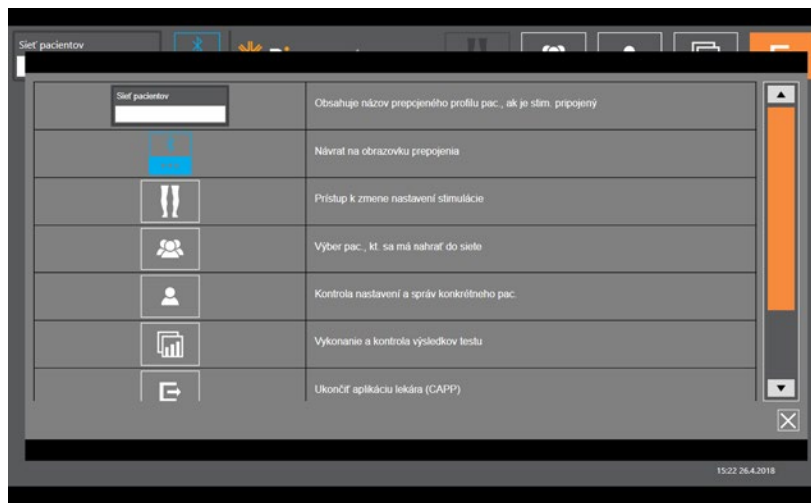 Sieť pacientov
Sieť pacientov
Obsahuje názov prepojeného profilu pac., ak je stim. pripojený
Návrat na obrazovku prepojenia
Prístup k zmene nastavení stimulácie
Výber pac., kt. sa má nahrať do siete
Kontrola nastavení a správ konkrétneho pac.
Vykonanie a kontrola výsledkov testu
Ukončiť aplikáciu lekára (CAPP)
15:22 26.4.2018